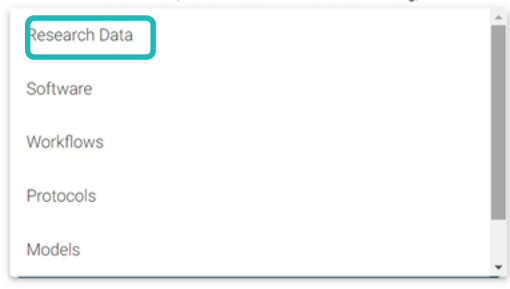 Research Data
Software
Workflows
Protocols
Models